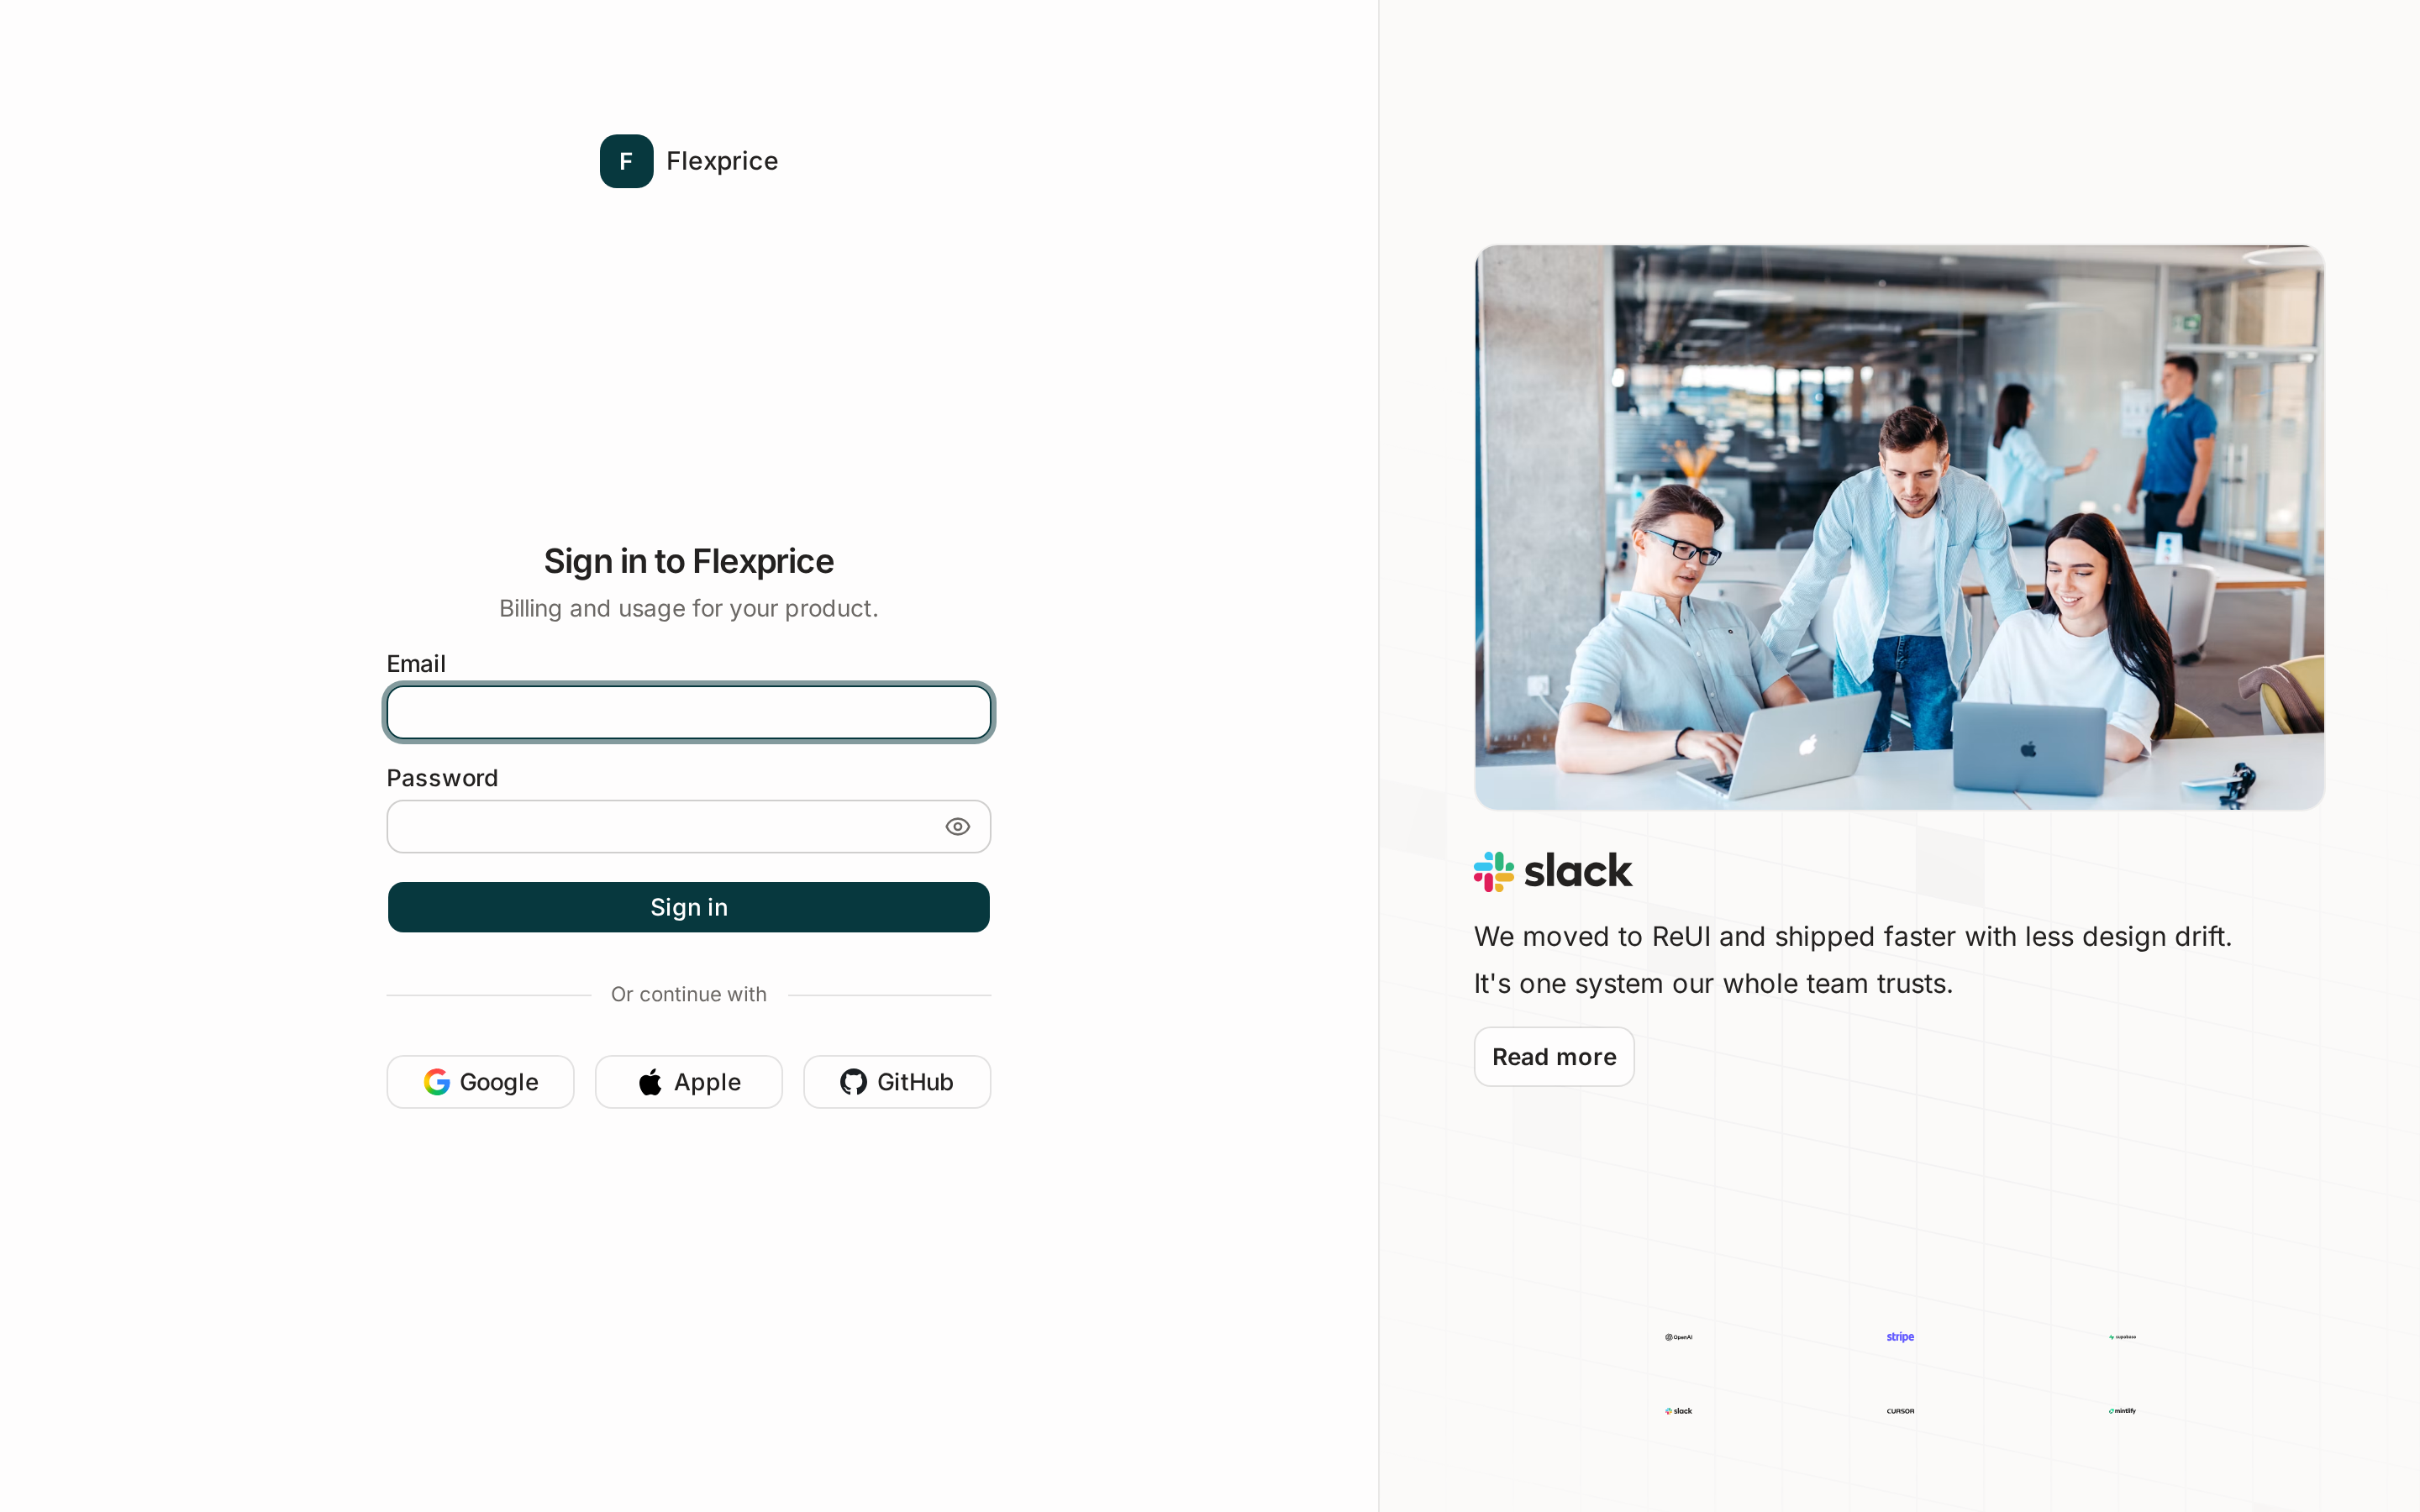 F
Flexprice
Sign in to Flexprice
Billing and usage for your product.
Email
Password
Sign in
Or continue with
Google
Apple
GitHub
slack
We moved to ReUI and shipped faster with less design drift.
It's one system our whole team trusts.
Read more
OpenAI
stripe
supabase
slack
CURSOR
mintlify